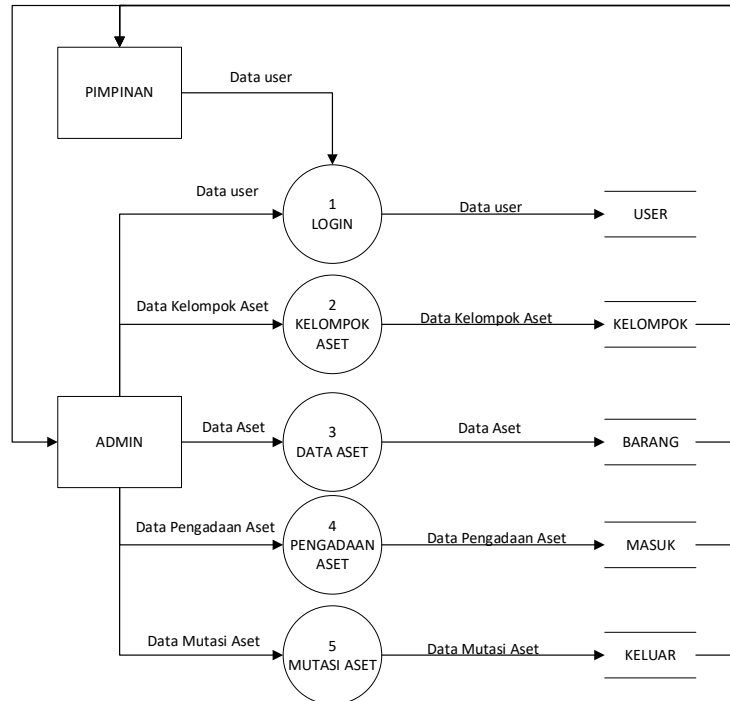 PIMPINAN
Data user
Data user
1
LOGIN
Data user
USER
Data Kelompok Aset
2
KELOMPOK
ASET
Data Kelompok Aset
KELOMPOK
ADMIN
Data Aset
3
DATA ASET
Data Aset
BARANG
Data Pengadaan Aset
4
PENGADAAN
ASET
Data Pengadaan Aset
MASUK
Data Mutasi Aset
5
MUTASI ASET
Data Mutasi Aset
KELUAR